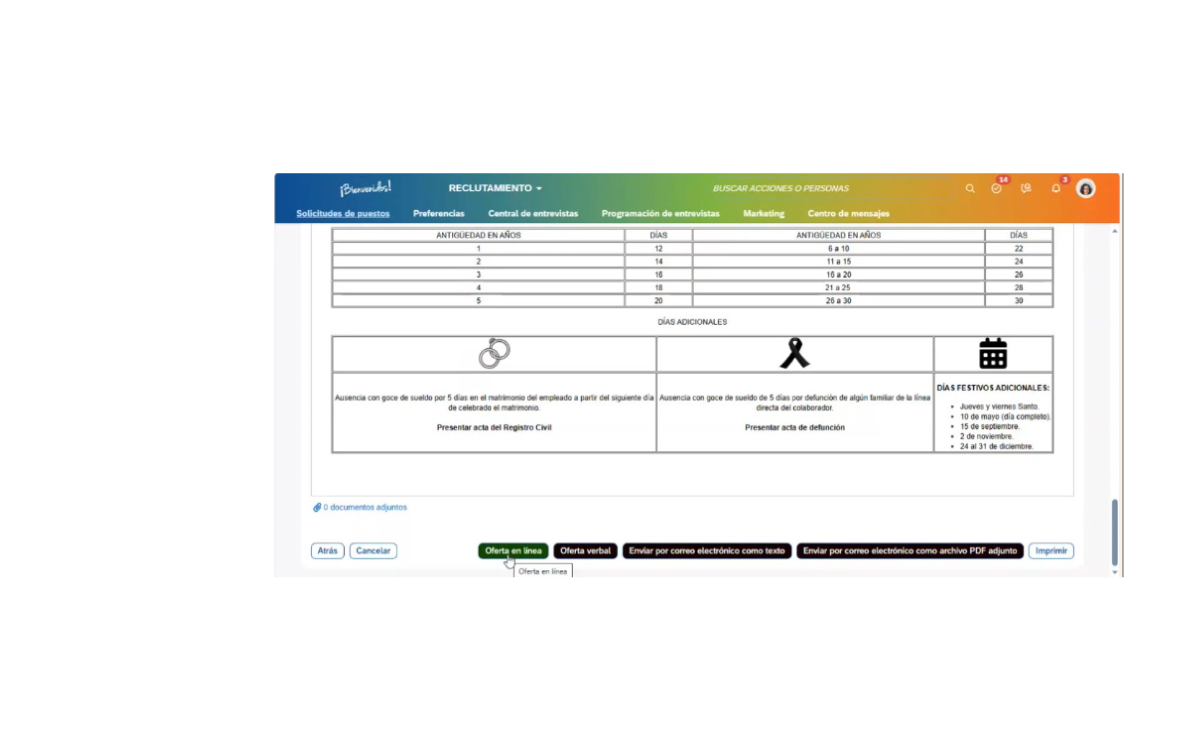 ¡Bienvenid@s!
RECLUTAMIENTO
BUSCAR ACCIONES O PERSONAS
14
3
Solicitudes de puestos Preferencias Central de entrevistas Programación de entrevistas Marketing Centro de mensajes
ANTIGÜEDAD EN AÑOS DÍAS ANTIGÜEDAD EN AÑOS DÍAS
1 12 6 a 10 22
2 14 11 a 15 24
3 16 16 a 20 26
4 18 21 a 25 28
5 20 26 a 30 30
DÍAS ADICIONALES
Ausencia con goce de sueldo por 5 días en el matrimonio del empleado a partir del siguiente día
de celebrado el matrimonio.
Presentar acta del Registro Civil
Ausencia con goce de sueldo de 5 días por defunción de algún familiar de la línea
directa del colaborador.
Presentar acta de defunción
DÍAS FESTIVOS ADICIONALES:
• Jueves y viernes Santo.
• 10 de mayo (día completo).
• 15 de septiembre.
• 2 de noviembre.
• 24 al 31 de diciembre.
0 documentos adjuntos
Atrás Cancelar Oferta en línea Oferta verbal Enviar por correo electrónico como texto Enviar por correo electrónico como archivo PDF adjunto Imprimir
Oferta en línea